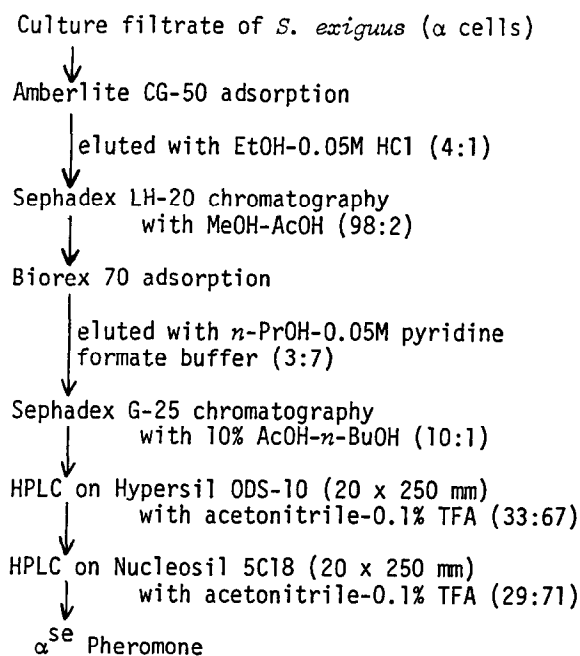 Culture filtrate of S. exiguus (α cells)
Amberlite CG-50 adsorption
eluted with EtOH-0.05M HCl (4:1)
Sephadex LH-20 chromatography
with MeOH-AcOH (98:2)
Biorex 70 adsorption
eluted with n-PrOH-0.05M pyridine
formate buffer (3:7)
Sephadex G-25 chromatography
with 10% AcOH-n-BuOH (10:1)
HPLC on Hypersil ODS-10 (20 x 250 mm)
with acetonitrile-0.1% TFA (33:67)
HPLC on Nucleosil 5C18 (20 x 250 mm)
with acetonitrile-0.1% TFA (29:71)
αse Pheromone